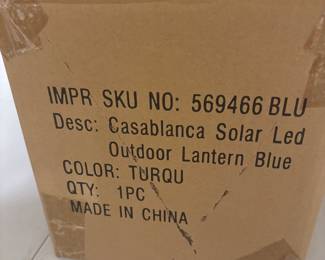 IMPR SKU NO: 569466 BLU
Desc: Casablanca Solar Led
Outdoor Lantern Blue
COLOR: TURQU
QTY: 1PC
MADE IN CHINA